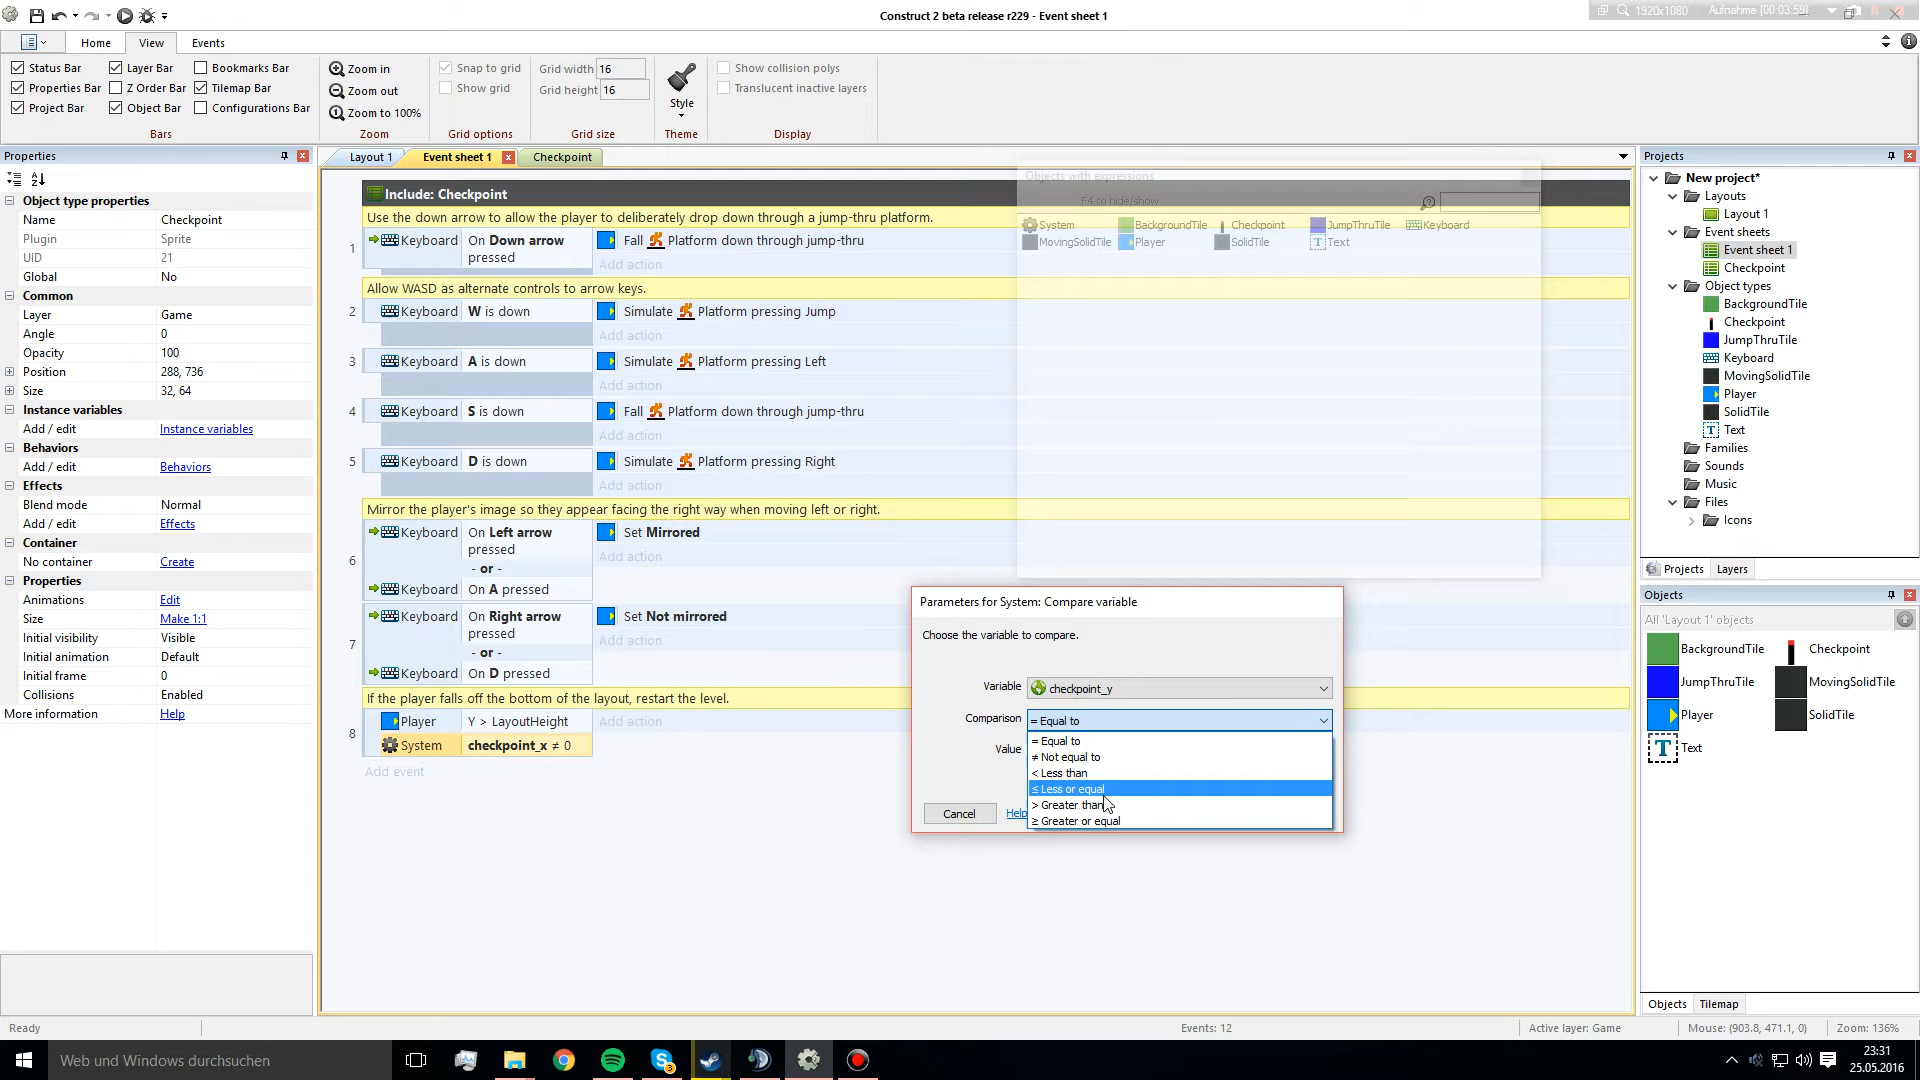 Construct 2 beta release r229 - Event sheet 1
1920x1080 Aufnahme [00:03:59]
Home View Events
Status Bar Layer Bar Bookmarks Bar Zoom in Snap to grid Grid width 16 Show collision polys
Properties Bar Z Order Bar Tilemap Bar Zoom out Show grid Grid height 16 Style Translucent inactive layers
Project Bar Object Bar Configurations Bar Zoom to 100%
Bars Zoom Grid options Grid size Theme Display
Properties
Object type properties
Name Checkpoint
Plugin Sprite
UID 21
Global No
Common
Layer Game
Angle 0
Opacity 100
Position 288, 736
Size 32, 64
Instance variables
Add / edit Instance variables
Behaviors
Add / edit Behaviors
Effects
Blend mode Normal
Add / edit Effects
Container
No container Create
Properties
Animations Edit
Size Make 1:1
Initial visibility Visible
Initial animation Default
Initial frame 0
Collisions Enabled
More information Help
Layout 1 Event sheet 1 Checkpoint
Include: Checkpoint
Use the down arrow to allow the player to deliberately drop down through a jump-thru platform.
1 Keyboard On Down arrow pressed Fall Platform down through jump-thru
Add action
Allow WASD as alternate controls to arrow keys.
2 Keyboard W is down Simulate Platform pressing Jump
Add action
3 Keyboard A is down Simulate Platform pressing Left
Add action
4 Keyboard S is down Fall Platform down through jump-thru
Add action
5 Keyboard D is down Simulate Platform pressing Right
Add action
Mirror the player's image so they appear facing the right way when moving left or right.
6 Keyboard On Left arrow pressed Set Mirrored
- or - Add action
Keyboard On A pressed
7 Keyboard On Right arrow pressed Set Not mirrored
- or - Add action
Keyboard On D pressed
If the player falls off the bottom of the layout, restart the level.
8 Player Y > LayoutHeight Add action
System checkpoint_x ≠ 0
Add event
Objects with expressions
F4 to hide/show
System BackgroundTile Checkpoint JumpThruTile Keyboard
MovingSolidTile Player SolidTile Text
Parameters for System: Compare variable
Choose the variable to compare.
Variable checkpoint_y
Comparison = Equal to
Value
= Equal to
≠ Not equal to
< Less than
≤ Less or equal
> Greater than
≥ Greater or equal
Cancel Help
Projects
New project*
Layouts
Layout 1
Event sheets
Event sheet 1
Checkpoint
Object types
BackgroundTile
Checkpoint
JumpThruTile
Keyboard
MovingSolidTile
Player
SolidTile
Text
Families
Sounds
Music
Files
Icons
Projects Layers
Objects
All 'Layout 1' objects
BackgroundTile Checkpoint
JumpThruTile MovingSolidTile
Player SolidTile
Text
Objects Tilemap
Ready Events: 12 Active layer: Game Mouse: (903.8, 471.1, 0) Zoom: 136%
Web und Windows durchsuchen
3
23:31
25.05.2016